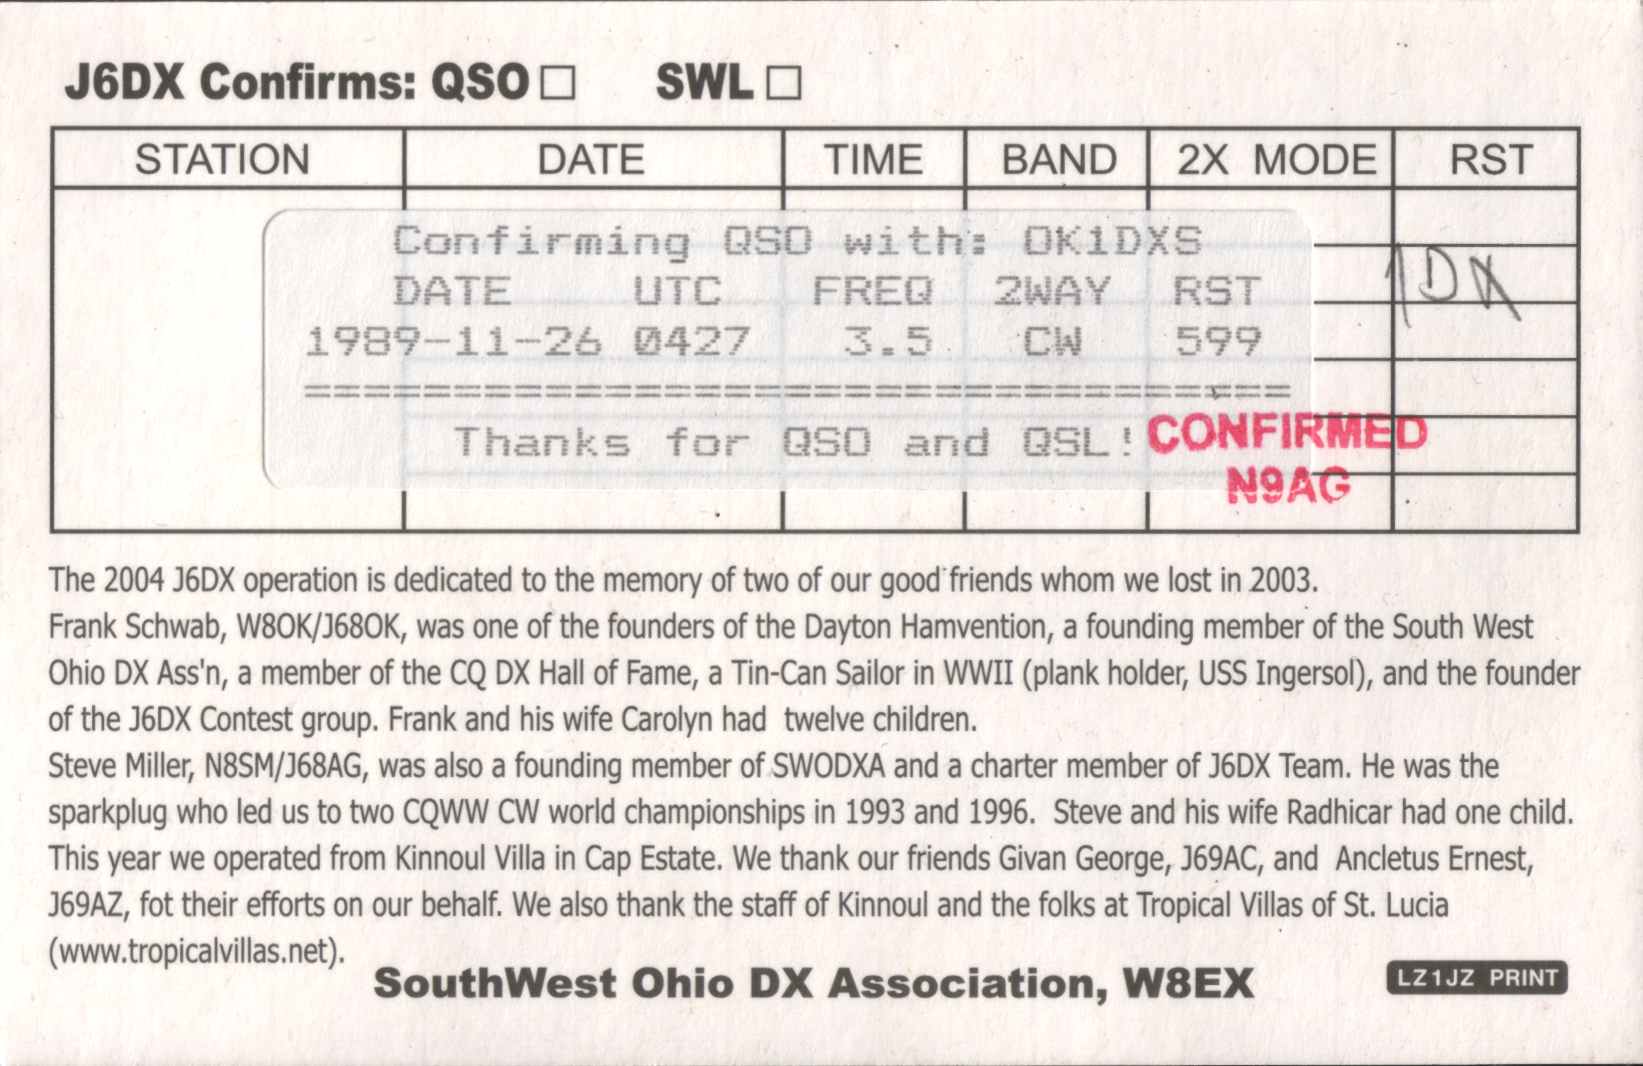 J6DX Confirms: QSO SWL
STATION DATE TIME BAND 2X MODE RST
Confirming QSO with: OK1DXS
DATE UTC FREQ 2WAY RST
1989-11-26 0427 3.5 CW 599
==================================
Thanks for QSO and QSL!
1DX
CONFIRMED
N9AG
The 2004 J6DX operation is dedicated to the memory of two of our good friends whom we lost in 2003.
Frank Schwab, W8OK/J68OK, was one of the founders of the Dayton Hamvention, a founding member of the South West
Ohio DX Ass'n, a member of the CQ DX Hall of Fame, a Tin-Can Sailor in WWII (plank holder, USS Ingersol), and the founder
of the J6DX Contest group. Frank and his wife Carolyn had twelve children.
Steve Miller, N8SM/J68AG, was also a founding member of SWODXA and a charter member of J6DX Team. He was the
sparkplug who led us to two CQWW CW world championships in 1993 and 1996. Steve and his wife Radhicar had one child.
This year we operated from Kinnoul Villa in Cap Estate. We thank our friends Givan George, J69AC, and Ancletus Ernest,
J69AZ, fot their efforts on our behalf. We also thank the staff of Kinnoul and the folks at Tropical Villas of St. Lucia
(www.tropicalvillas.net).
SouthWest Ohio DX Association, W8EX
LZ1JZ PRINT